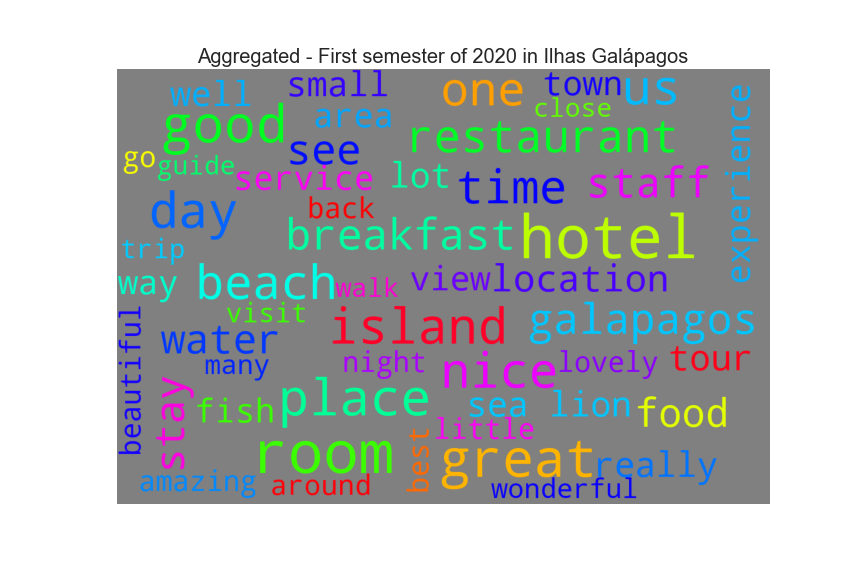 Aggregated - First semester of 2020 in Ilhas Galápagos
well
small
one
town
us
good
area
close
restaurant
experience
see
go
guide
service
lot
time
staff
day
back
breakfast
hotel
trip
way
beach
walk
view
location
visit
island
galapagos
beautiful
water
many
night
nice
lovely
tour
stay
fish
place
sea lion
food
little
best
room
great
really
amazing
around
wonderful